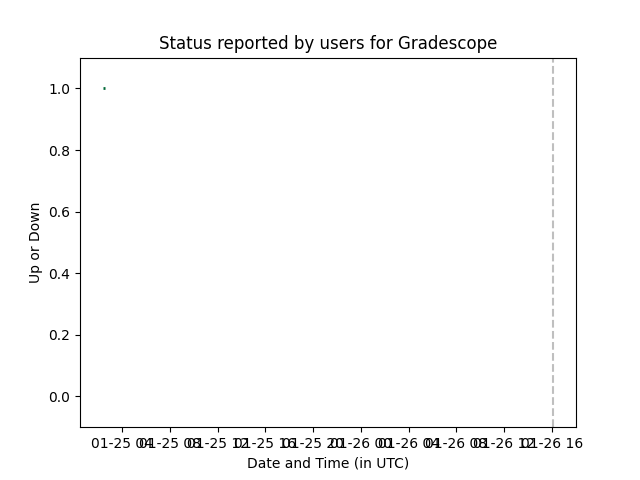 Status reported by users for Gradescope
1.0
0.8
0.6
0.4
0.2
0.0
Up or Down
01-25 04 01-25 08 01-25 12 01-25 16 01-25 20 01-26 00 01-26 04 01-26 08 01-26 12 01-26 16
Date and Time (in UTC)